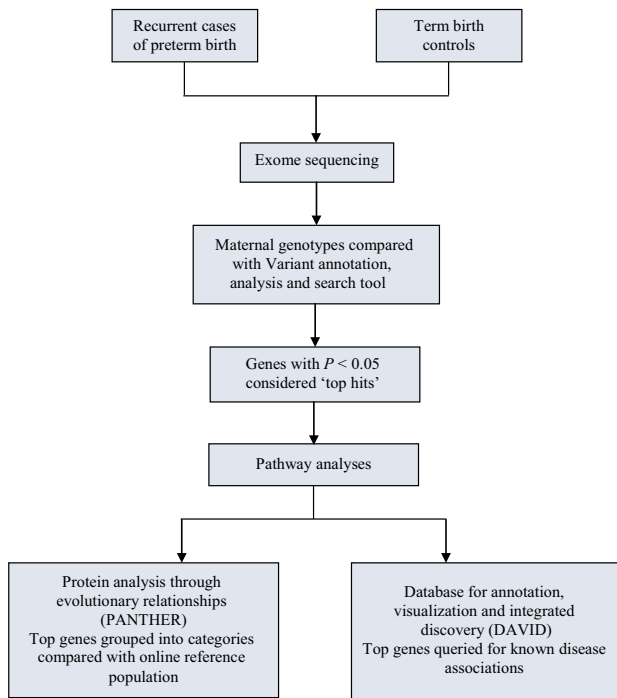 Recurrent cases
of preterm birth
Term birth
controls
Exome sequencing
Maternal genotypes compared
with Variant annotation,
analysis and search tool
Genes with P < 0.05
considered ‘top hits’
Pathway analyses
Protein analysis through
evolutionary relationships
(PANTHER)
Top genes grouped into categories
compared with online reference
population
Database for annotation,
visualization and integrated
discovery (DAVID)
Top genes queried for known disease
associations